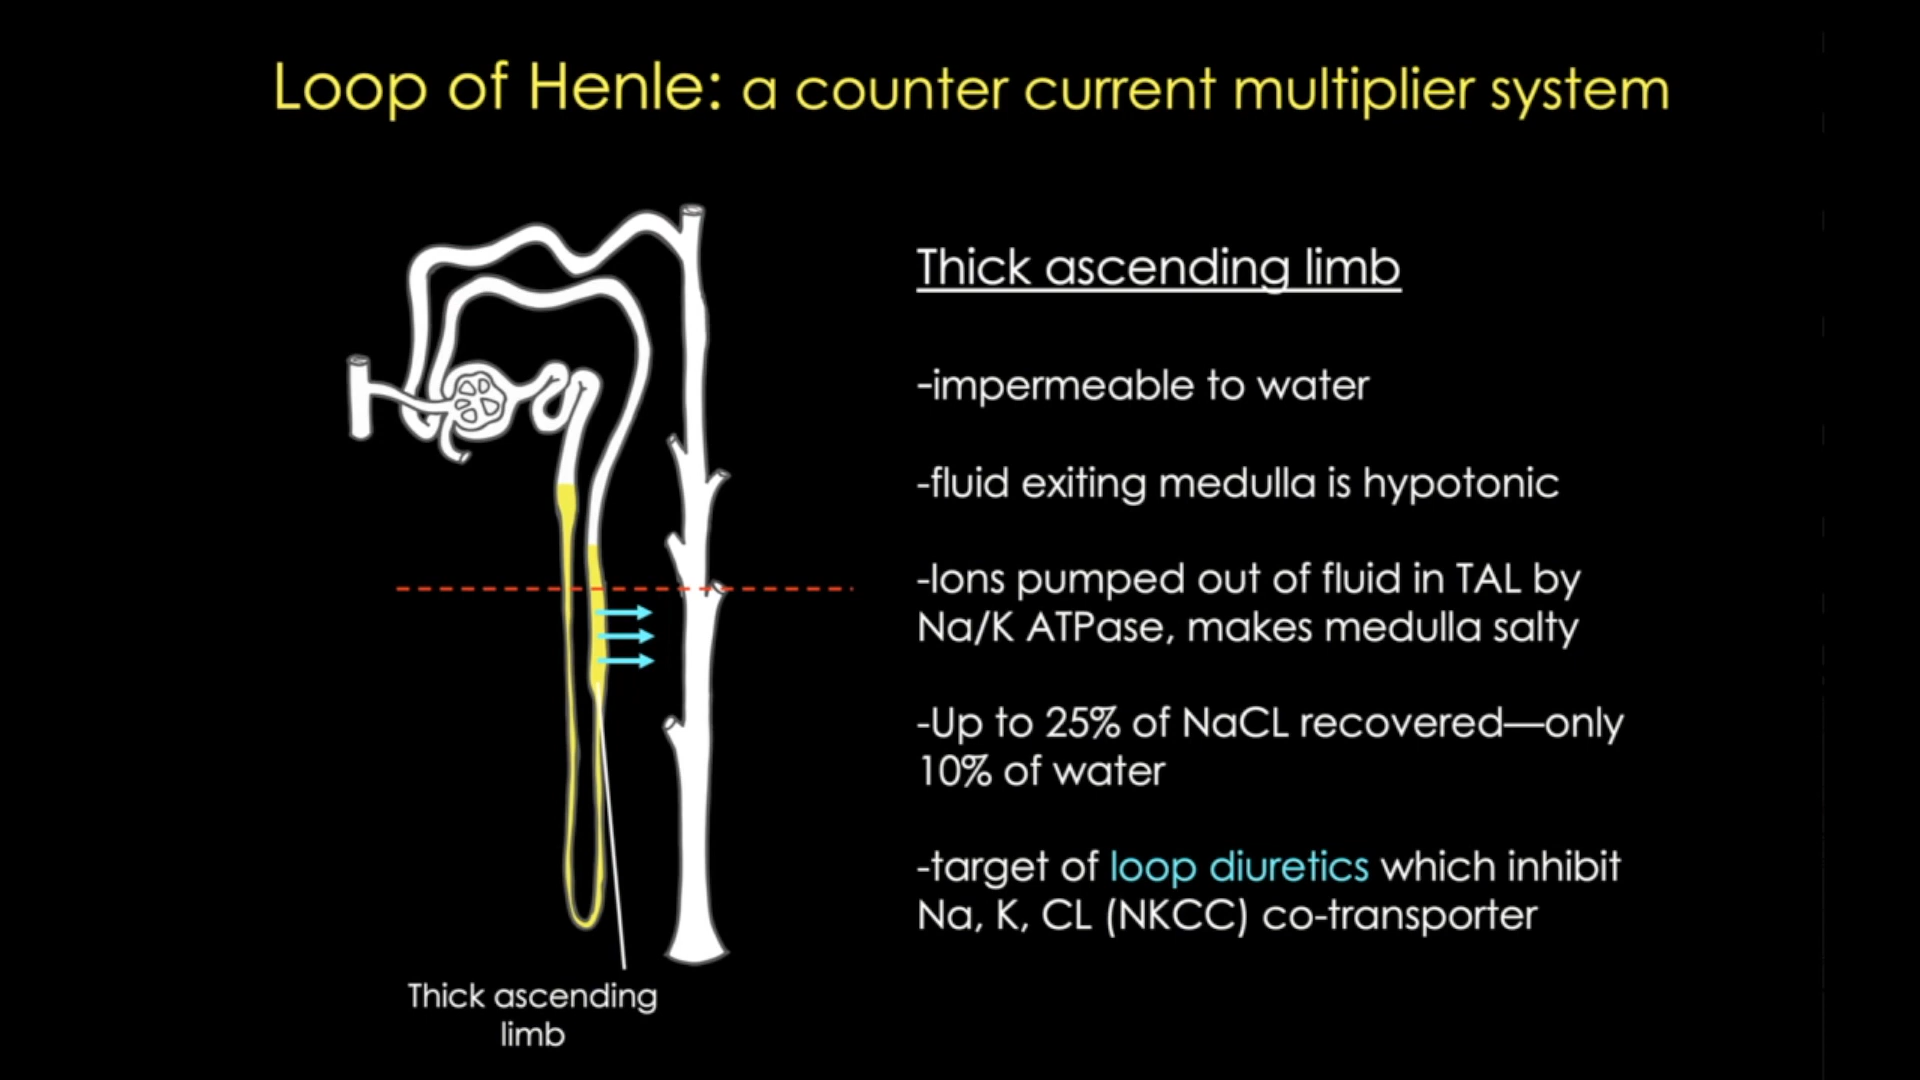 Loop of Henle: a counter current multiplier system
Thick ascending limb
-impermeable to water
-fluid exiting medulla is hypotonic
-Ions pumped out of fluid in TAL by
Na/K ATPase, makes medulla salty
-Up to 25% of NaCL recovered—only
10% of water
-target of loop diuretics which inhibit
Na, K, CL (NKCC) co-transporter
Thick ascending
limb